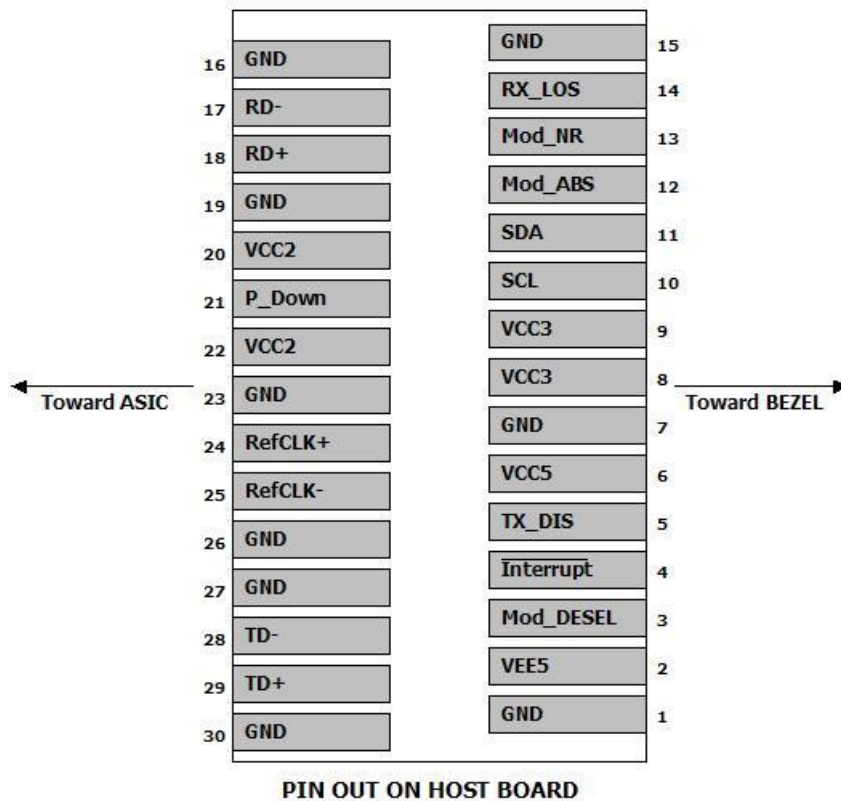 GND 15
16 GND
RX_LOS 14
17 RD-
Mod_NR 13
18 RD+
Mod_ABS 12
19 GND
SDA 11
20 VCC2
SCL 10
21 P_Down
VCC3 9
22 VCC2
VCC3 8
Toward ASIC
23 GND
Toward BEZEL
GND 7
24 RefCLK+
VCC5 6
25 RefCLK-
TX_DIS 5
26 GND
Interrupt 4
27 GND
Mod_DESEL 3
28 TD-
VEE5 2
29 TD+
GND 1
30 GND
PIN OUT ON HOST BOARD